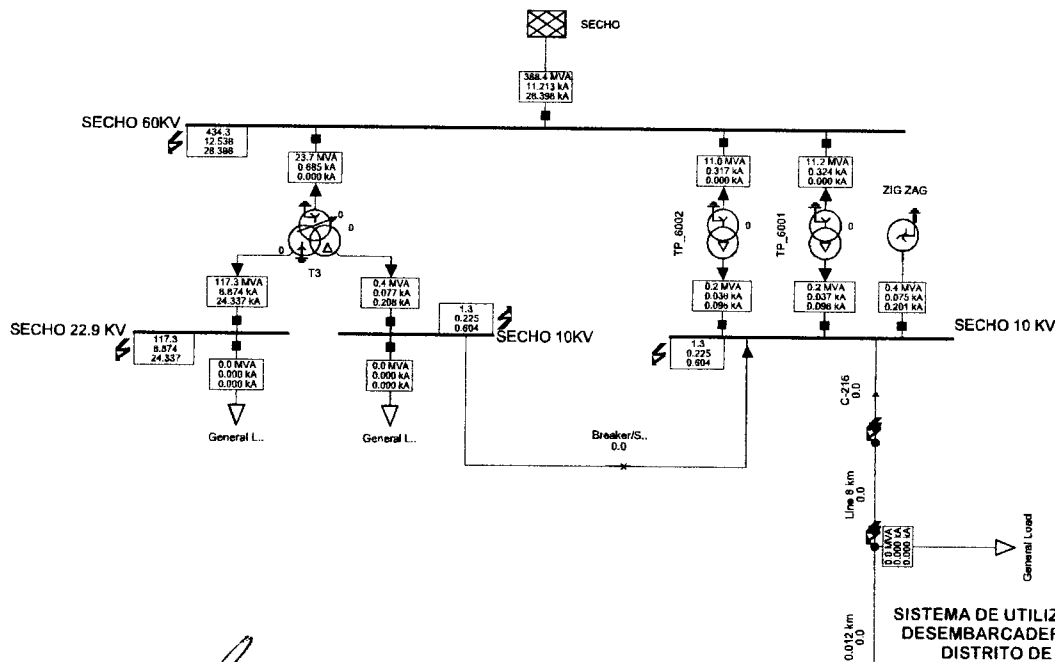 SECHO
388.4 MVA
11.213 kA
28.398 kA
SECHO 60KV
434.3
12.538
28.398
23.7 MVA
0.685 kA
0.000 kA
11.0 MVA
0.317 kA
0.000 kA
11.2 MVA
0.324 kA
0.000 kA
ZIG ZAG
TP_6002
0
TP_6001
0
0
0
0
T3
117.3 MVA
8.874 kA
24.337 kA
0.4 MVA
0.077 kA
0.208 kA
0.2 MVA
0.036 kA
0.096 kA
0.2 MVA
0.037 kA
0.098 kA
0.4 MVA
0.075 kA
0.201 kA
1.3
0.225
0.604
SECHO 22.9 KV
SECHO 10KV
SECHO 10 KV
117.3
8.874
24.337
1.3
0.225
0.604
0.0 MVA
0.000 kA
0.000 kA
0.0 MVA
0.000 kA
0.000 kA
General L..
General L..
C-216
0.0
Breaker/S..
0.0
Line 8 km
0.0
0.0 MVA
0.000 kA
0.000 kA
General Load
0.012 km
0.0
SISTEMA DE UTILIZ
DESEMBARCADER
DISTRITO DE